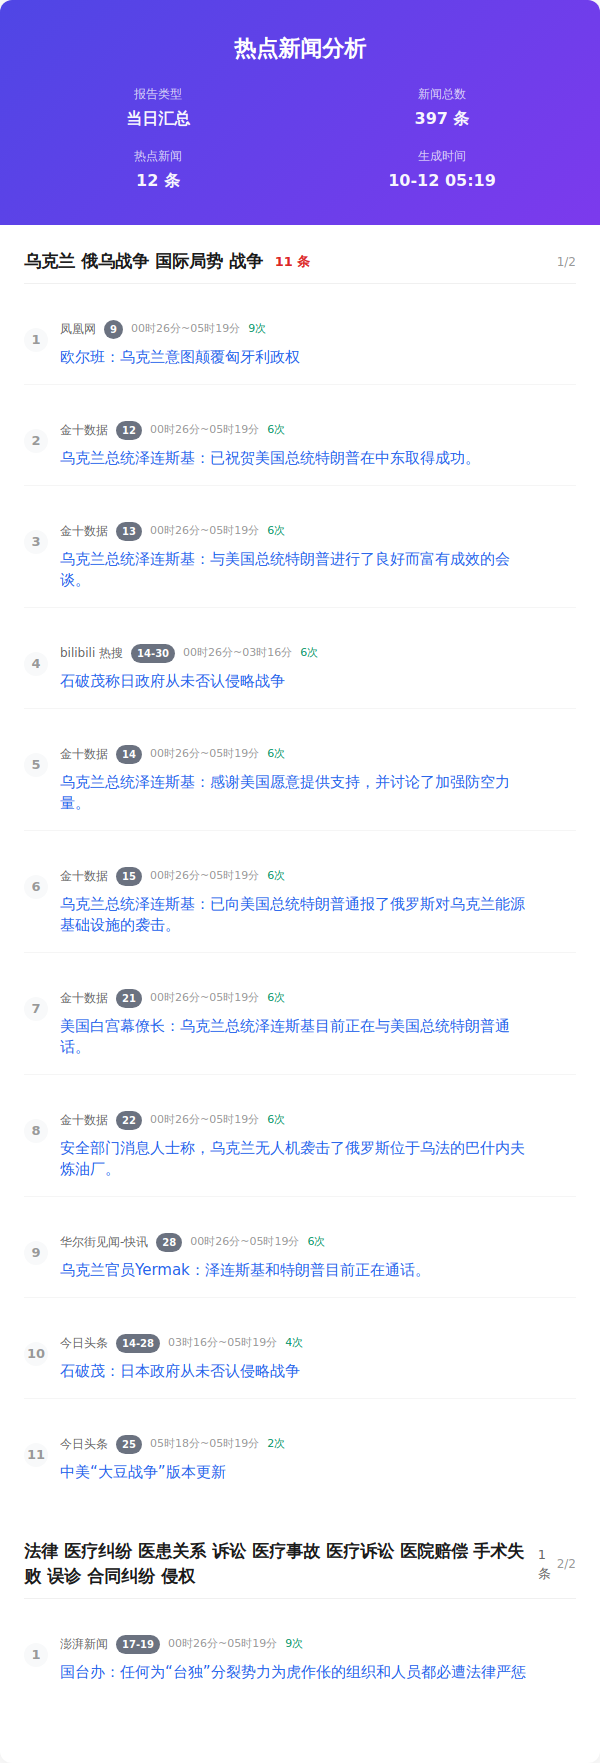 热点新闻分析
报告类型
新闻总数
当日汇总
397 条
热点新闻
生成时间
12 条
10-12 05:19
乌克兰 俄乌战争 国际局势 战争 11 条 1/2
1 凤凰网 9 00时26分~05时19分 9次
欧尔班：乌克兰意图颠覆匈牙利政权
2 金十数据 12 00时26分~05时19分 6次
乌克兰总统泽连斯基：已祝贺美国总统特朗普在中东取得成功。
3 金十数据 13 00时26分~05时19分 6次
乌克兰总统泽连斯基：与美国总统特朗普进行了良好而富有成效的会
谈。
4 bilibili 热搜 14-30 00时26分~03时16分 6次
石破茂称日政府从未否认侵略战争
5 金十数据 14 00时26分~05时19分 6次
乌克兰总统泽连斯基：感谢美国愿意提供支持，并讨论了加强防空力
量。
6 金十数据 15 00时26分~05时19分 6次
乌克兰总统泽连斯基：已向美国总统特朗普通报了俄罗斯对乌克兰能源
基础设施的袭击。
7 金十数据 21 00时26分~05时19分 6次
美国白宫幕僚长：乌克兰总统泽连斯基目前正在与美国总统特朗普通
话。
8 金十数据 22 00时26分~05时19分 6次
安全部门消息人士称，乌克兰无人机袭击了俄罗斯位于乌法的巴什内夫
炼油厂。
9 华尔街见闻-快讯 28 00时26分~05时19分 6次
乌克兰官员Yermak：泽连斯基和特朗普目前正在通话。
10 今日头条 14-28 03时16分~05时19分 4次
石破茂：日本政府从未否认侵略战争
11 今日头条 25 05时18分~05时19分 2次
中美“大豆战争”版本更新
法律 医疗纠纷 医患关系 诉讼 医疗事故 医疗诉讼 医院赔偿 手术失
败 误诊 合同纠纷 侵权
1
条
2/2
1 澎湃新闻 17-19 00时26分~05时19分 9次
国台办：任何为“台独”分裂势力为虎作伥的组织和人员都必遭法律严惩